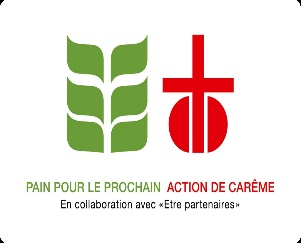 PAIN POUR LE PROCHAIN ACTION DE CARÊME
En collaboration avec «Etre partenaires»